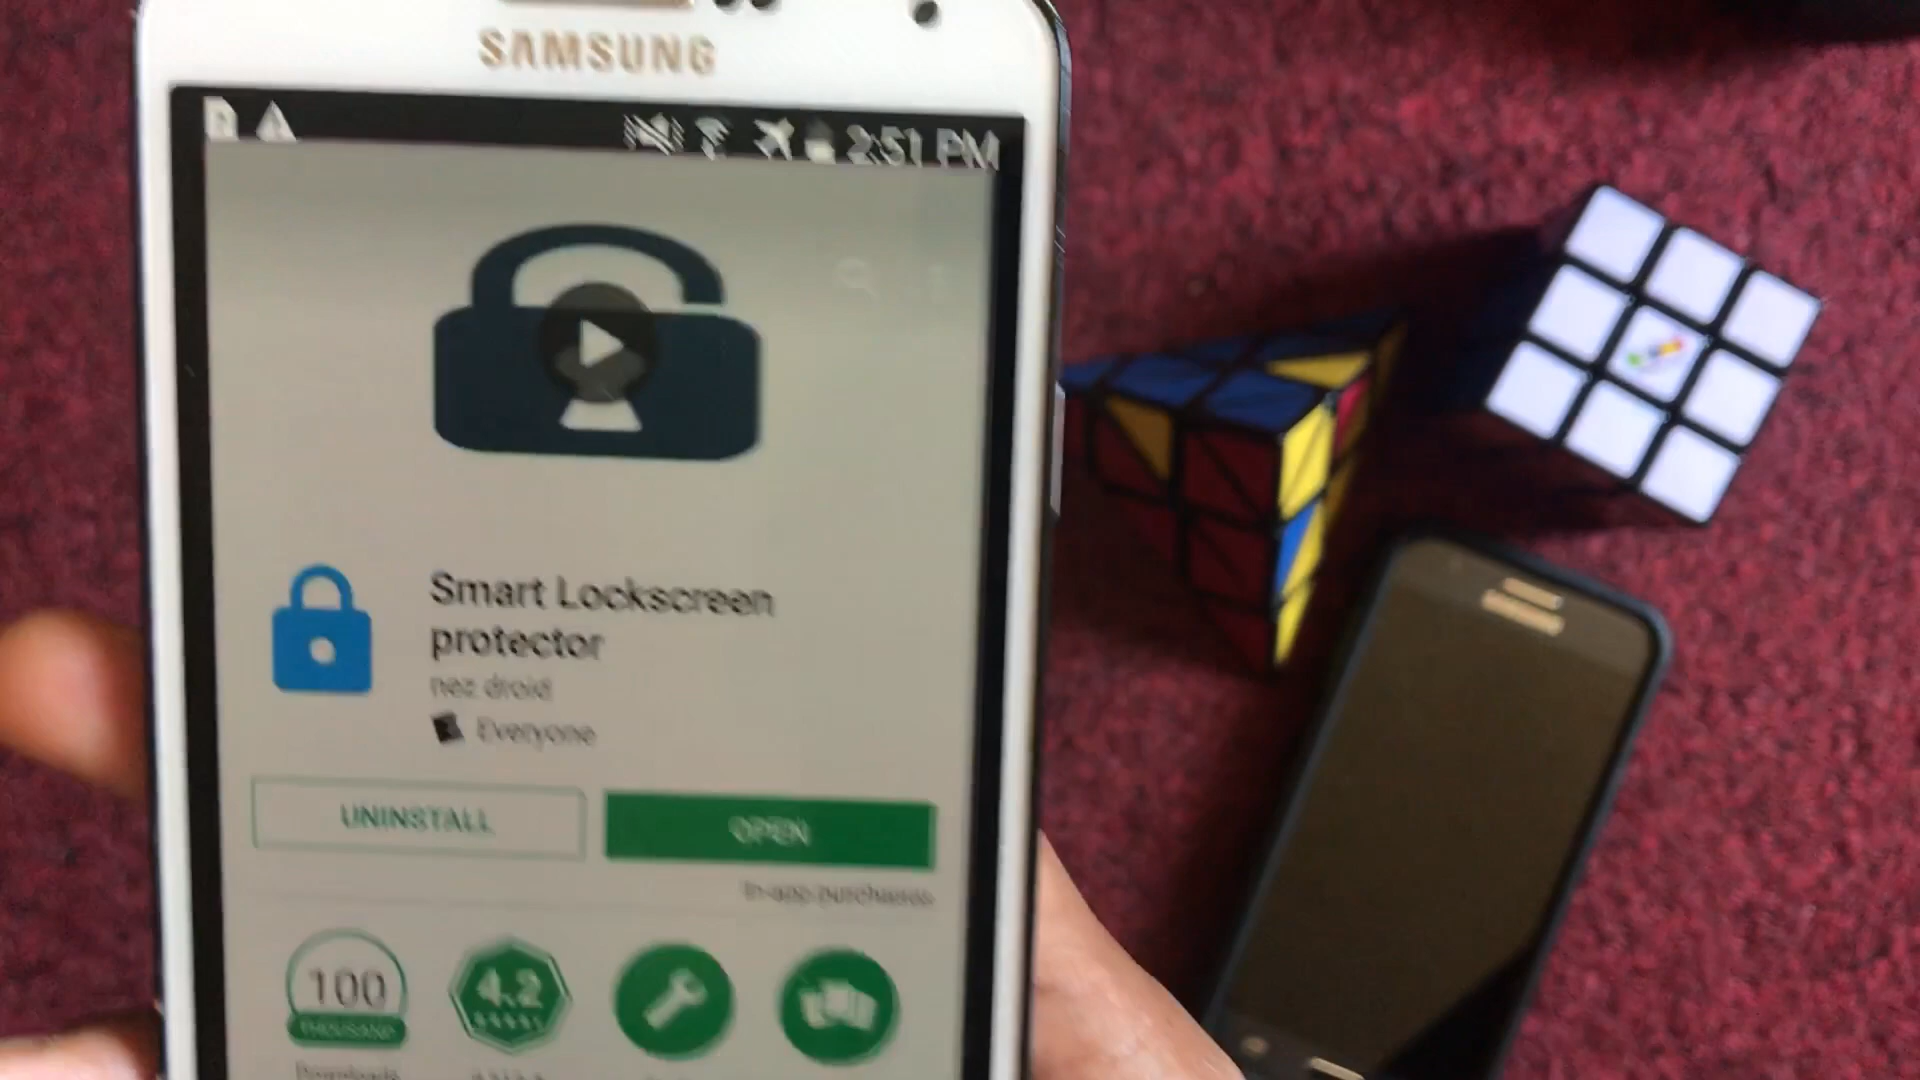 SAMSUNG
2:51 PM
Smart Lockscreen
protector
nez droid
Everyone
UNINSTALL
OPEN
In-app purchases
100
THOUSAND
4.2
Downloads